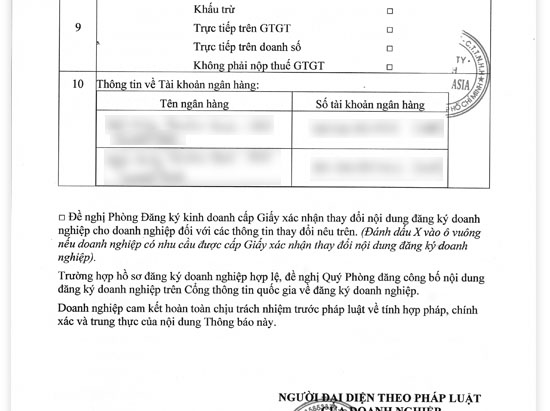 Khấu trừ □
9
Trực tiếp trên GTGT □
Trực tiếp trên doanh số □
Không phải nộp thuế GTGT □
C.T.T.N.H.H
TY
ASIA
HỒ CHÍ MINH
10 Thông tin về Tài khoản ngân hàng:
Tên ngân hàng Số tài khoản ngân hàng
□ Đề nghị Phòng Đăng ký kinh doanh cấp Giấy xác nhận thay đổi nội dung đăng ký doanh
nghiệp cho doanh nghiệp đối với các thông tin thay đổi nêu trên. (Đánh dấu X vào ô vuông
nếu doanh nghiệp có nhu cầu được cấp Giấy xác nhận thay đổi nội dung đăng ký doanh
nghiệp).
Trường hợp hồ sơ đăng ký doanh nghiệp hợp lệ, đề nghị Quý Phòng đăng công bố nội dung
đăng ký doanh nghiệp trên Cổng thông tin quốc gia về đăng ký doanh nghiệp.
Doanh nghiệp cam kết hoàn toàn chịu trách nhiệm trước pháp luật về tính hợp pháp, chính
xác và trung thực của nội dung Thông báo này.
NGƯỜI ĐẠI DIỆN THEO PHÁP LUẬT
CỦA DOANH NGHIỆP